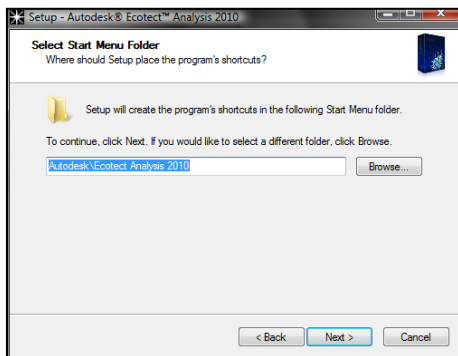 Setup - Autodesk® Ecotect™ Analysis 2010
Select Start Menu Folder
Where should Setup place the program's shortcuts?
Setup will create the program's shortcuts in the following Start Menu folder.
To continue, click Next. If you would like to select a different folder, click Browse.
Autodesk\Ecotect Analysis 2010
Browse...
< Back
Next >
Cancel